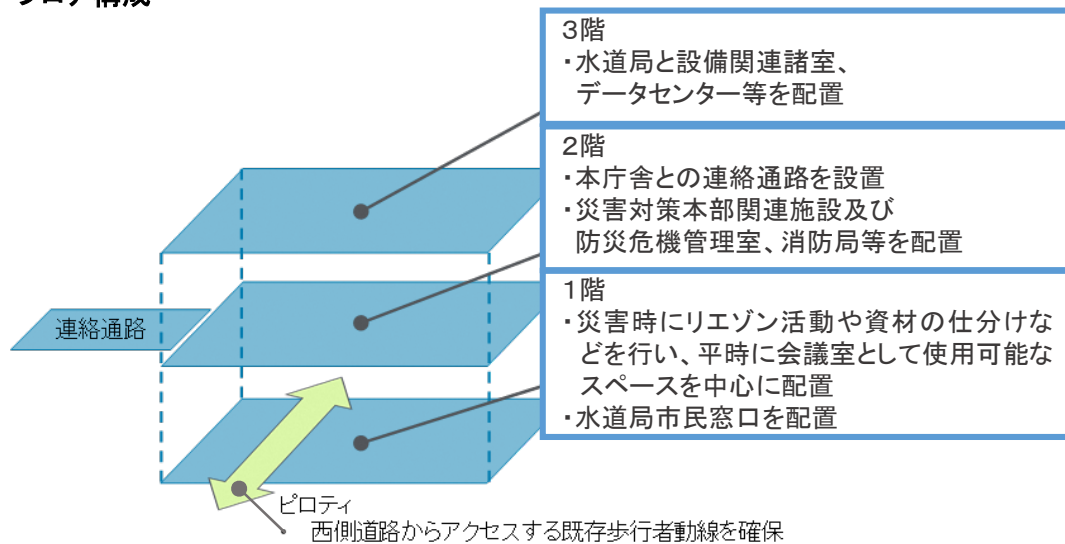 3階
・水道局と設備関連諸室、
データセンター等を配置
2階
・本庁舎との連絡通路を設置
・災害対策本部関連施設及び
防災危機管理室、消防局等を配置
1階
・災害時にリエゾン活動や資材の仕分けな
どを行い、平時に会議室として使用可能な
スペースを中心に配置
・水道局市民窓口を配置
連絡通路
ピロティ
西側道路からアクセスする既存歩行者動線を確保